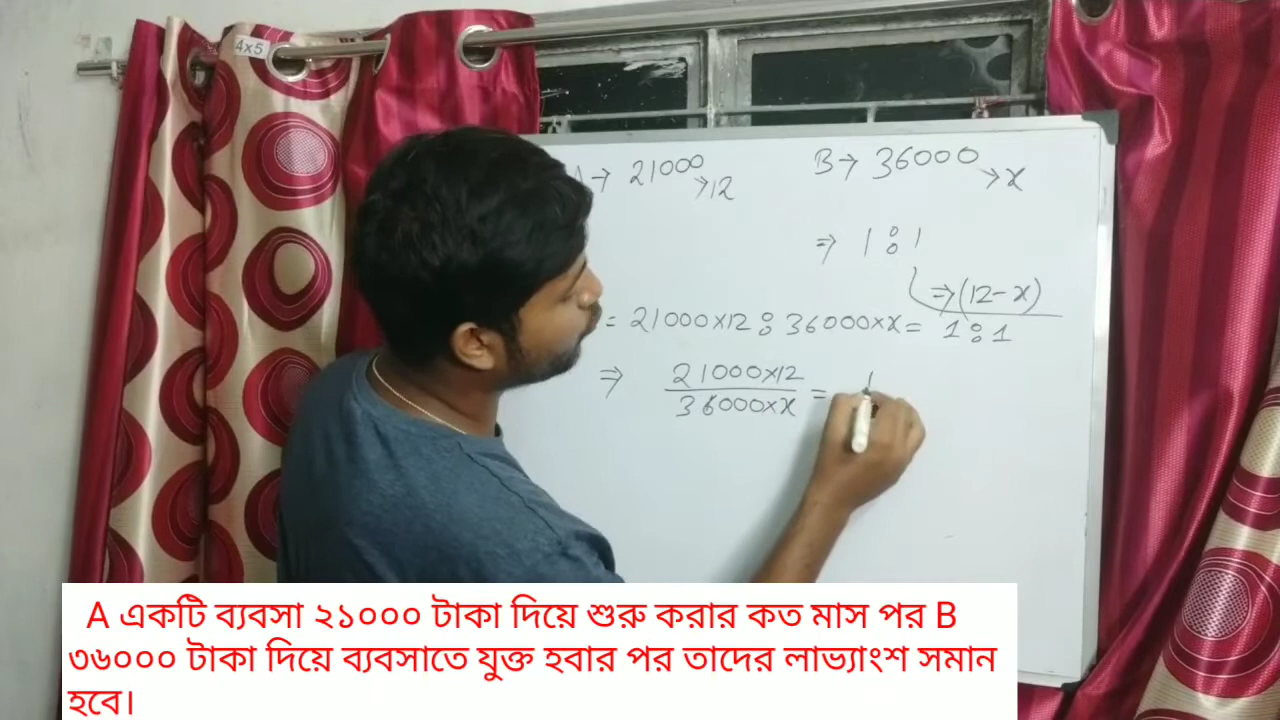 4x5
A → 21000 → 12
B → 36000 → x
⇒ 1 : 1
⇒ (12 - x)
= 21000 x 12 : 36000 x x = 1 : 1
⇒ 21000 x 12 / 36000 x x = 1
A একটি ব্যবসা ২১০০০ টাকা দিয়ে শুরু করার কত মাস পর B
৩৬০০০ টাকা দিয়ে ব্যবসাতে যুক্ত হবার পর তাদের লাভ্যাংশ সমান
হবে।